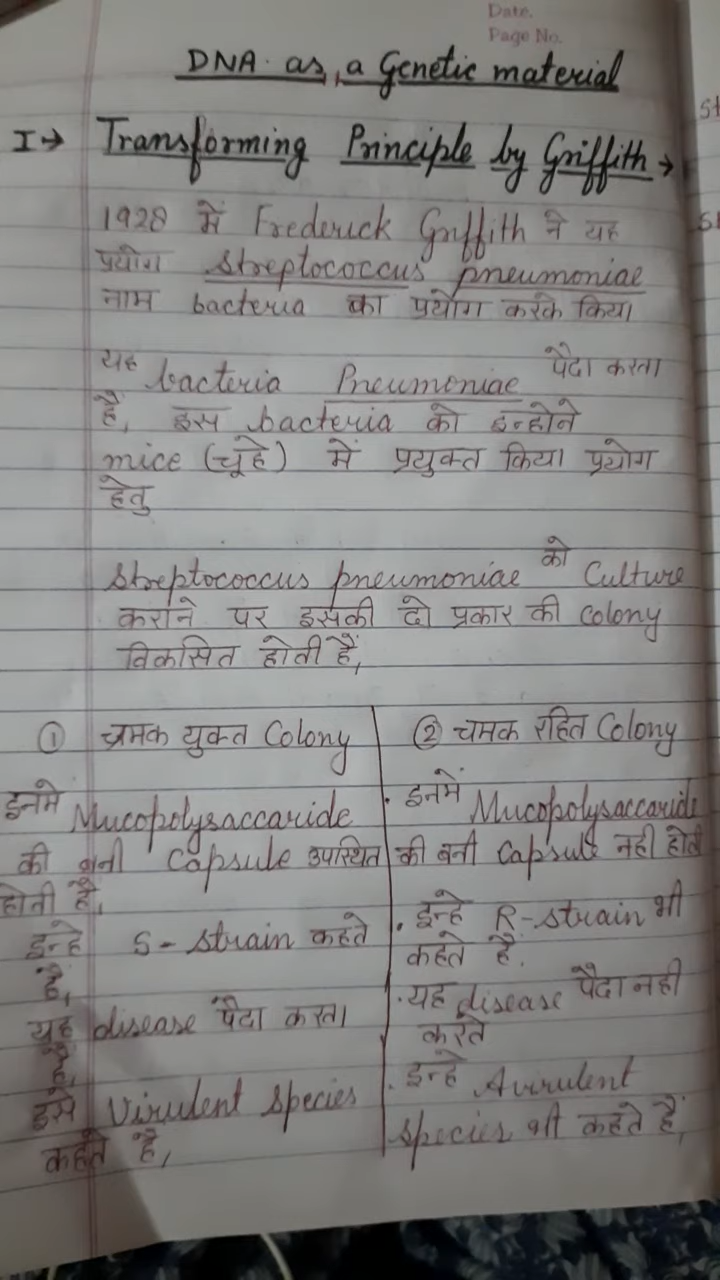 Date.
Page No.
DNA as a Genetic material
I→ Transforming Principle by Griffith →
1928 में Frederick Griffith ने यह
प्रयोग Streptococcus pneumoniae
नाम bacteria का प्रयोग करके किया।
यह bacteria Pneumoniae पैदा करता
है, इस bacteria को इन्होने
mice (चूहे) में प्रयुक्त किया प्रयोग
हेतु
Streptococcus pneumoniae को Culture
कराने पर इसकी दो प्रकार की colony
विकसित होती हैं,
① चमक युक्त Colony
इनमे Mucopolysaccaride
की बनी Capsule उपस्थित
होती है,
इन्हे S-strain कहते
है,
यह disease पैदा करता
है,
इसे Virulent species
कहते है,
② चमक रहित Colony
. इनमें Mucopolysaccaride
की बनी Capsule नही होती
. इन्हे R-strain भी
कहते है.
. यह disease पैदा नही
करते
. इन्हे Avirulent
species भी कहते हैं,